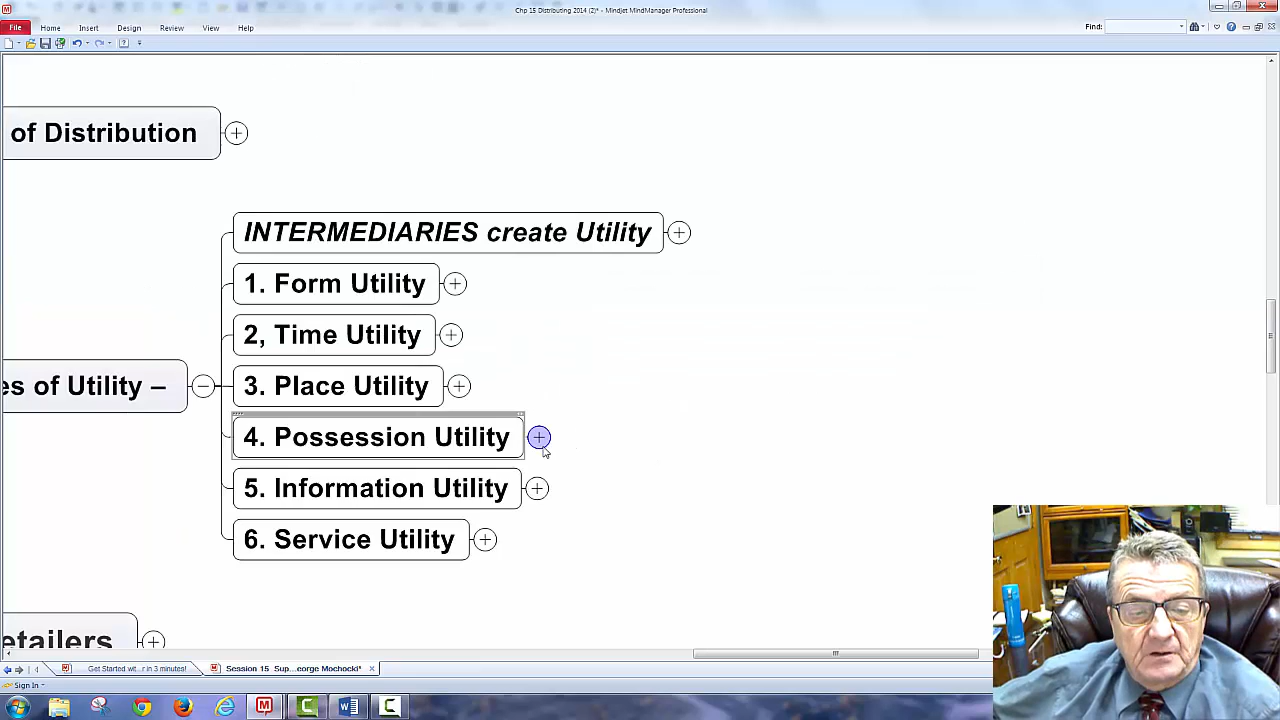 Chp 15 Distributing 2014 (2)* - Mindjet MindManager Professional
File Home Insert Design Review View Help Find:
of Distribution
INTERMEDIARIES create Utility
1. Form Utility
2, Time Utility
es of Utility –
3. Place Utility
4. Possession Utility
5. Information Utility
6. Service Utility
etailers
Get Started wit...r in 3 minutes! Session 15 Sup...eorge Mochocki*
Sign In